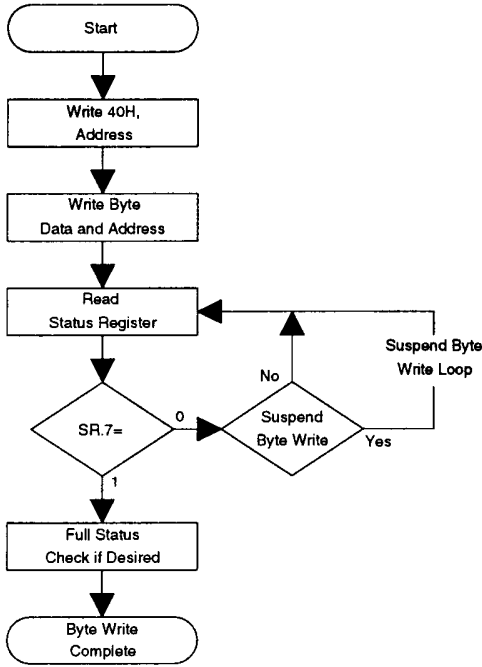 Start
Write 40H,
Address
Write Byte
Data and Address
Read
Status Register
Suspend Byte
Write Loop
No
SR.7=
0
Suspend
Byte Write
Yes
1
Full Status
Check if Desired
Byte Write
Complete